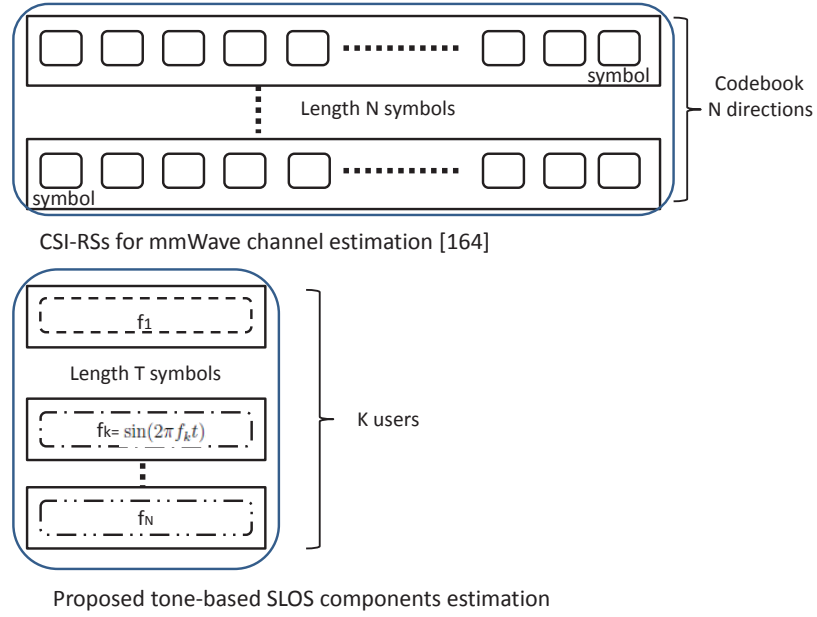 symbol
Length N symbols
symbol
Codebook
N directions
CSI-RSs for mmWave channel estimation [164]
f1
Length T symbols
fk= sin(2πfkt)
fN
K users
Proposed tone-based SLOS components estimation